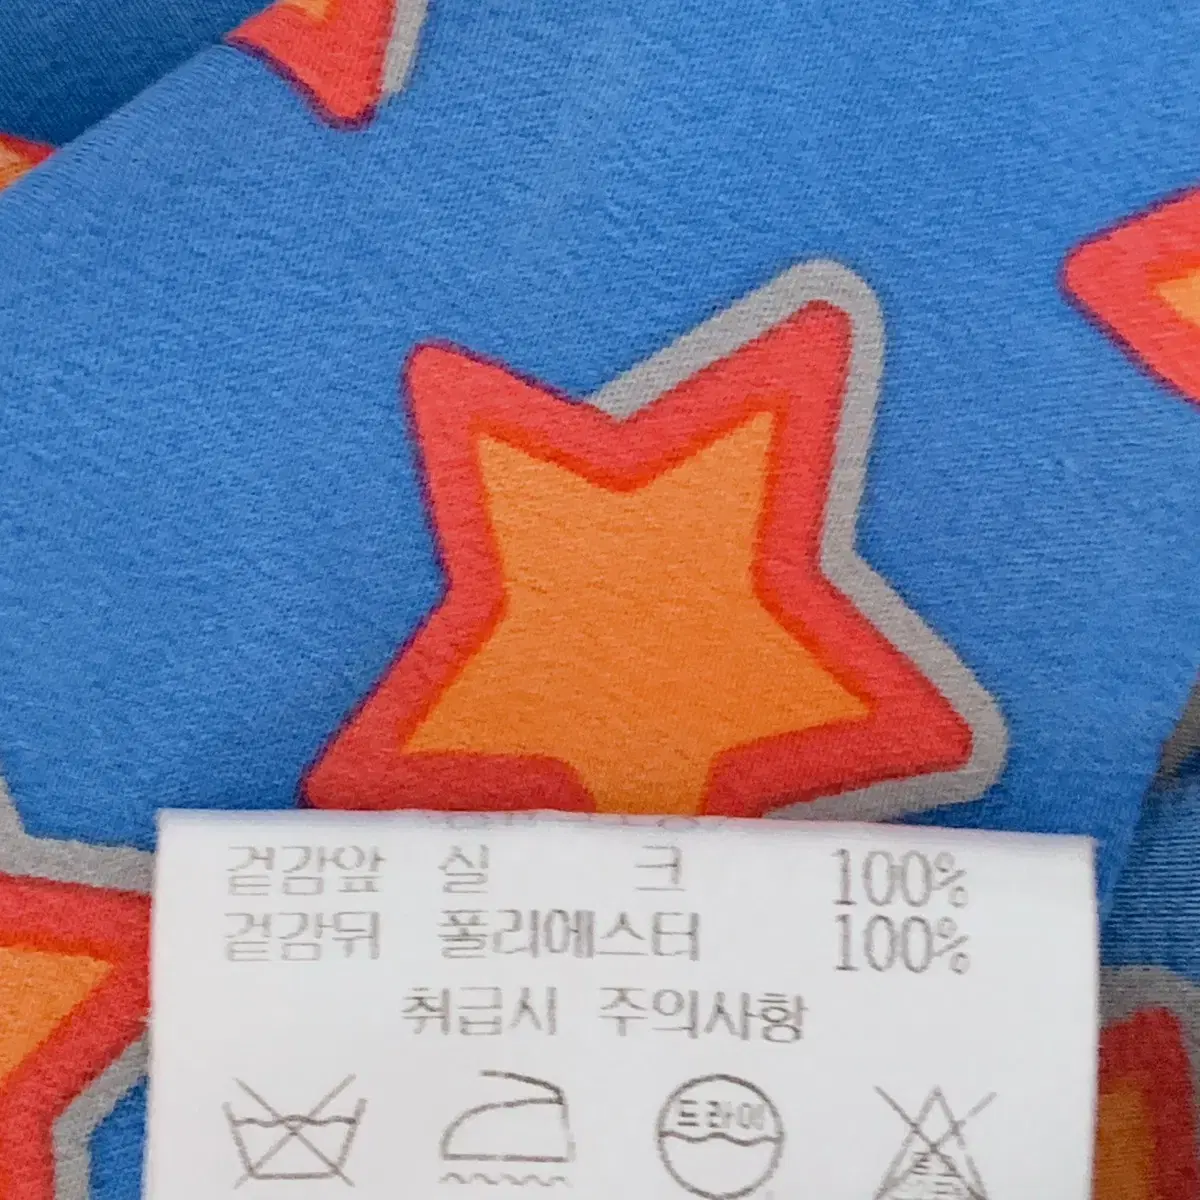 겉감앞 실 크 100%
겉감뒤 폴리에스터 100%
취급시 주의사항
드라이